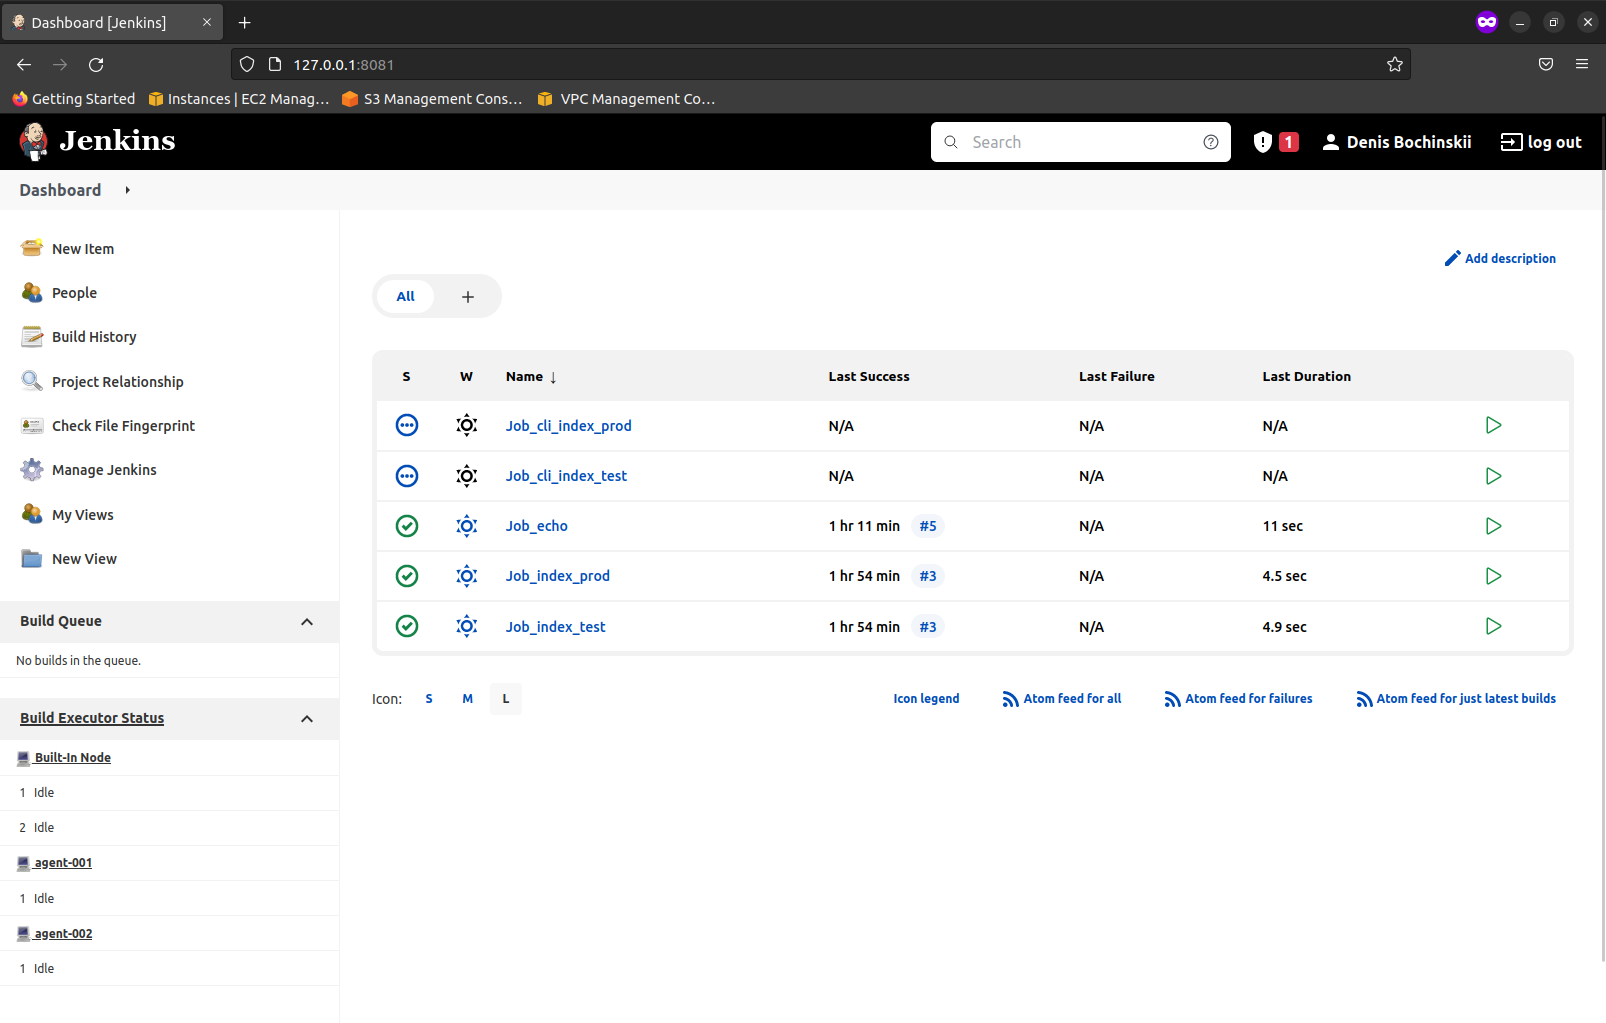 Dashboard [Jenkins]
127.0.0.1:8081
Getting Started Instances | EC2 Manag... S3 Management Cons... VPC Management Co...
Jenkins Search 1 Denis Bochinskii log out
Dashboard
New Item
People
Build History
Project Relationship
Check File Fingerprint
Manage Jenkins
My Views
New View
Build Queue
No builds in the queue.
Build Executor Status
Built-In Node
1 Idle
2 Idle
agent-001
1 Idle
agent-002
1 Idle
Add description
All +
S W Name ↓ Last Success Last Failure Last Duration
Job_cli_index_prod N/A N/A N/A
Job_cli_index_test N/A N/A N/A
Job_echo 1 hr 11 min #5 N/A 11 sec
Job_index_prod 1 hr 54 min #3 N/A 4.5 sec
Job_index_test 1 hr 54 min #3 N/A 4.9 sec
Icon: S M L Icon legend Atom feed for all Atom feed for failures Atom feed for just latest builds